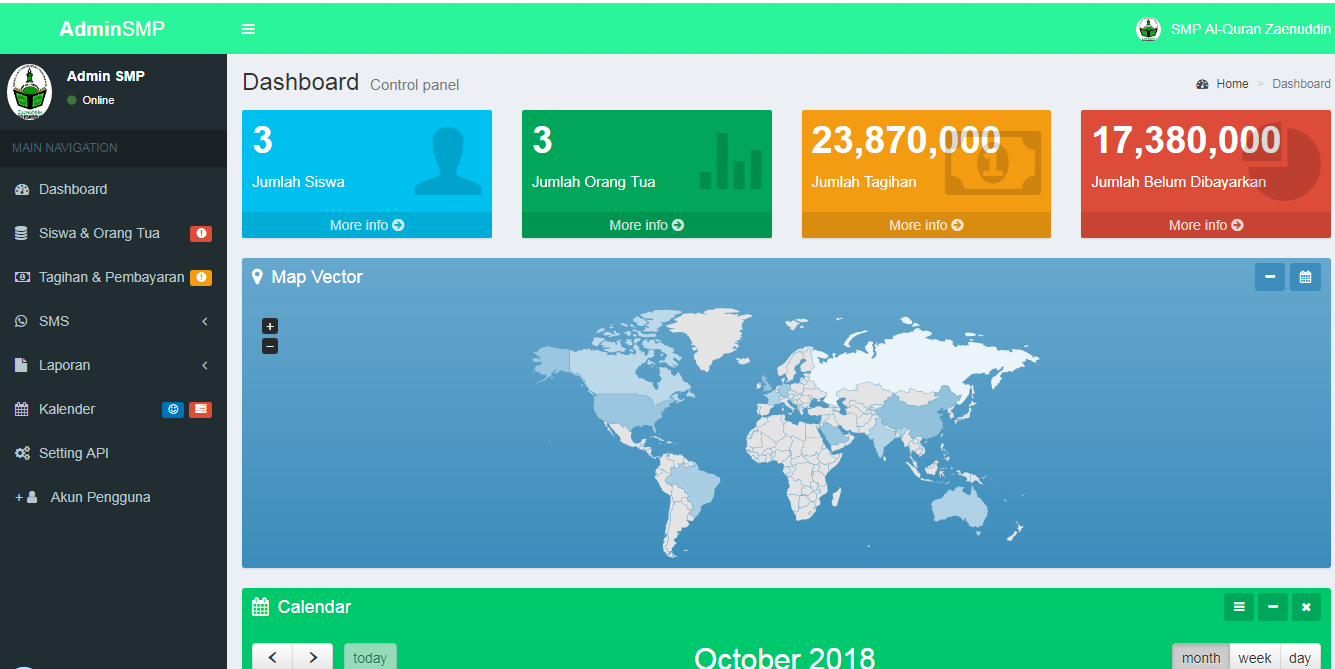 AdminSMP
SMP Al-Quran Zaenuddin
Admin SMP
Online
MAIN NAVIGATION
Dashboard
Siswa & Orang Tua
Tagihan & Pembayaran
SMS
Laporan
Kalender
Setting API
+ Akun Pengguna
Dashboard Control panel
Home > Dashboard
3
Jumlah Siswa
More info
3
Jumlah Orang Tua
More info
23,870,000
Jumlah Tagihan
More info
17,380,000
Jumlah Belum Dibayarkan
More info
Map Vector
+
−
Calendar
today
October 2018
month week day